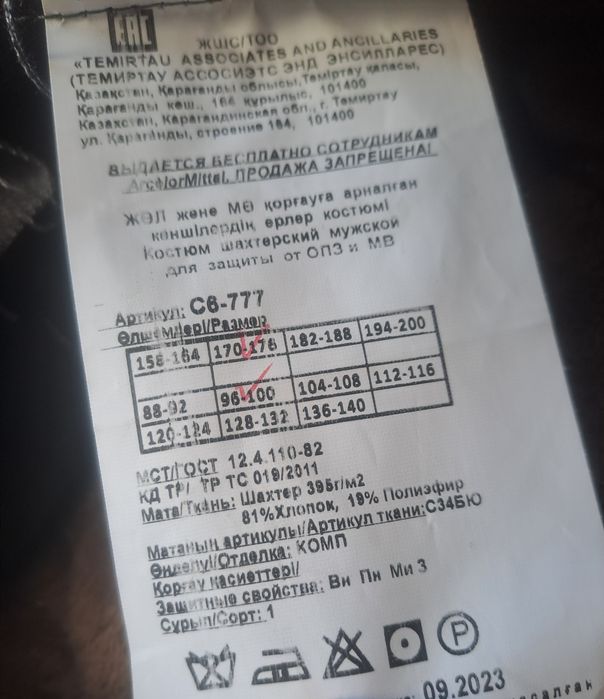 ЕАС
ЖШС/ТОО
«TEMIRTAU ASSOCIATES AND ANCILLARIES
(ТЕМИРТАУ АССОСИЭТС ЭНД ЭНСИЛЛАРЕС)
Қазақстан, Қарағанды облысы, Теміртау қаласы,
Қарағанды көш., 184 құрылыс, 101400
Казахстан, Карагандинская обл., г. Темиртау
ул. Караганды, строение 184, 101400
ВЫДАЕТСЯ БЕСПЛАТНО СОТРУДНИКАМ
ArcelorMittal. ПРОДАЖА ЗАПРЕЩЕНА!
ЖӨЛ және МӘ қорғауға арналған
кеншілердің ерлер костюмі
Костюм шахтерский мужской
для защиты от ОПЗ и МВ
Артикул: С6-777
Өлшемдері/Размер
158-164 170-176 182-188 194-200
88-92 96-100 104-108 112-116
120-124 128-132 136-140
МСТ/ГОСТ 12.4.110-82
КД ТР/ ТР ТС 019/2011
Мата/Ткань: Шахтер 395г/м2
81%Хлопок, 19% Полиэфир
Матаның артикулы/Артикул ткани:С34БЮ
Өңделуі/Отделка: КОМП
Қорғау қасиеттері/
Защитные свойства: Вн Пн Ми З
Сұрып/Сорт: 1
P
09.2023